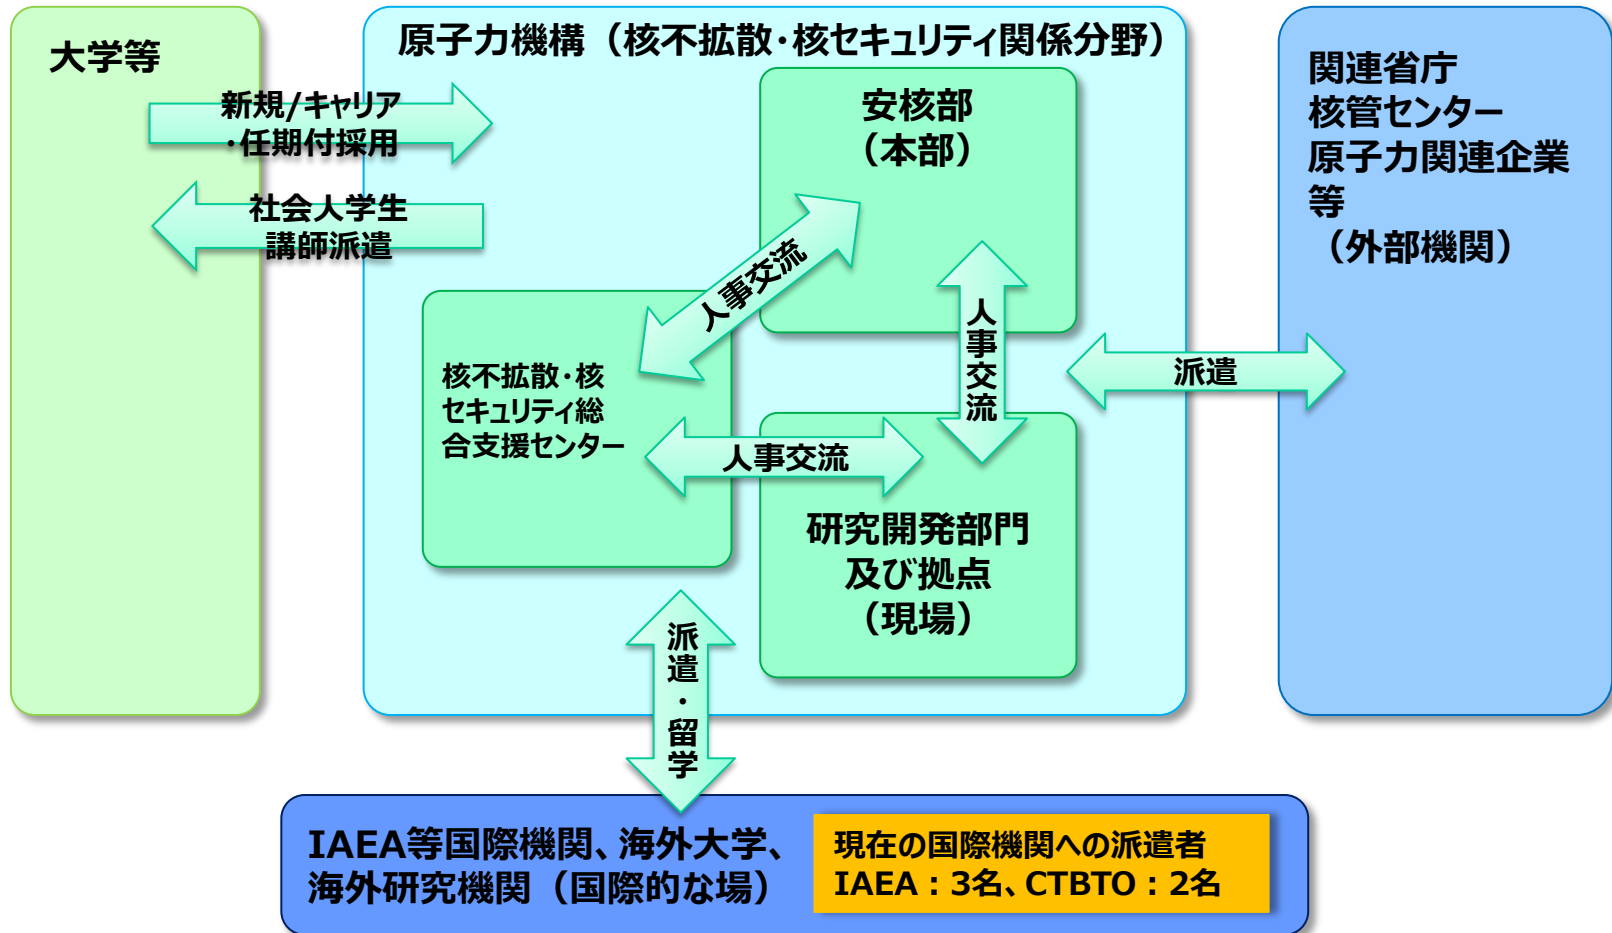 大学等
新規/キャリア
・任期付採用
社会人学生
講師派遣
原子力機構（核不拡散・核セキュリティ関係分野）
安核部
（本部）
人事交流
人事交流
核不拡散・核
セキュリティ総
合支援センター
人事交流
研究開発部門
及び拠点
（現場）
派遣
関連省庁
核管センター
原子力関連企業
等
（外部機関）
派遣・留学
IAEA等国際機関、海外大学、
海外研究機関（国際的な場）
現在の国際機関への派遣者
IAEA：3名、CTBTO：2名